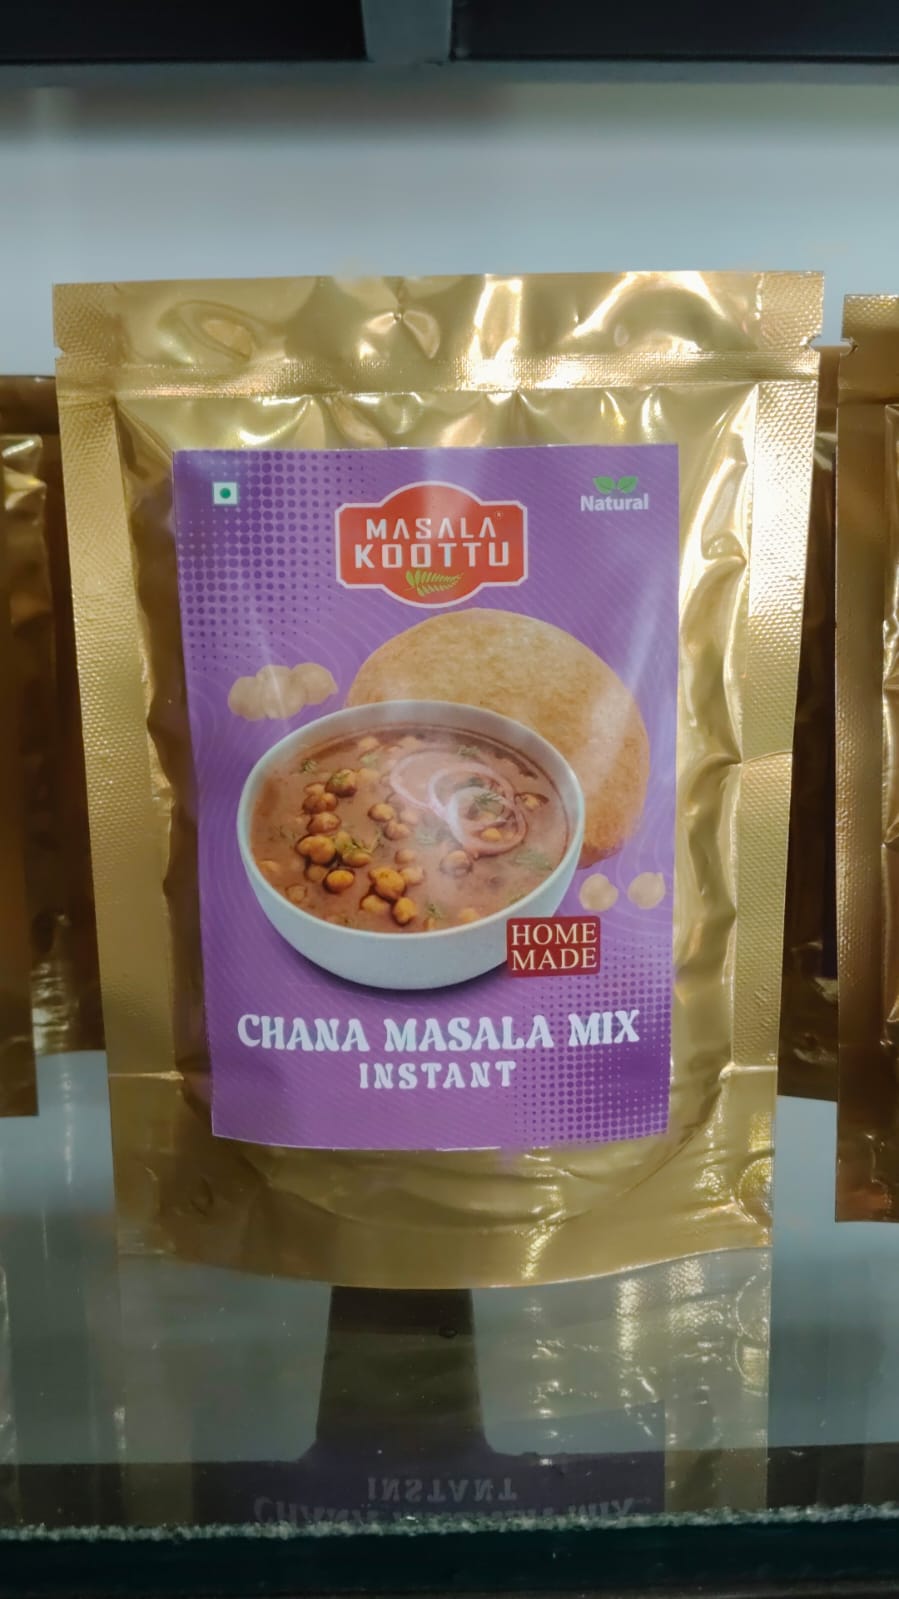 MASALA®
KOOTTU
Natural
HOME
MADE
CHANA MASALA MIX
INSTANT